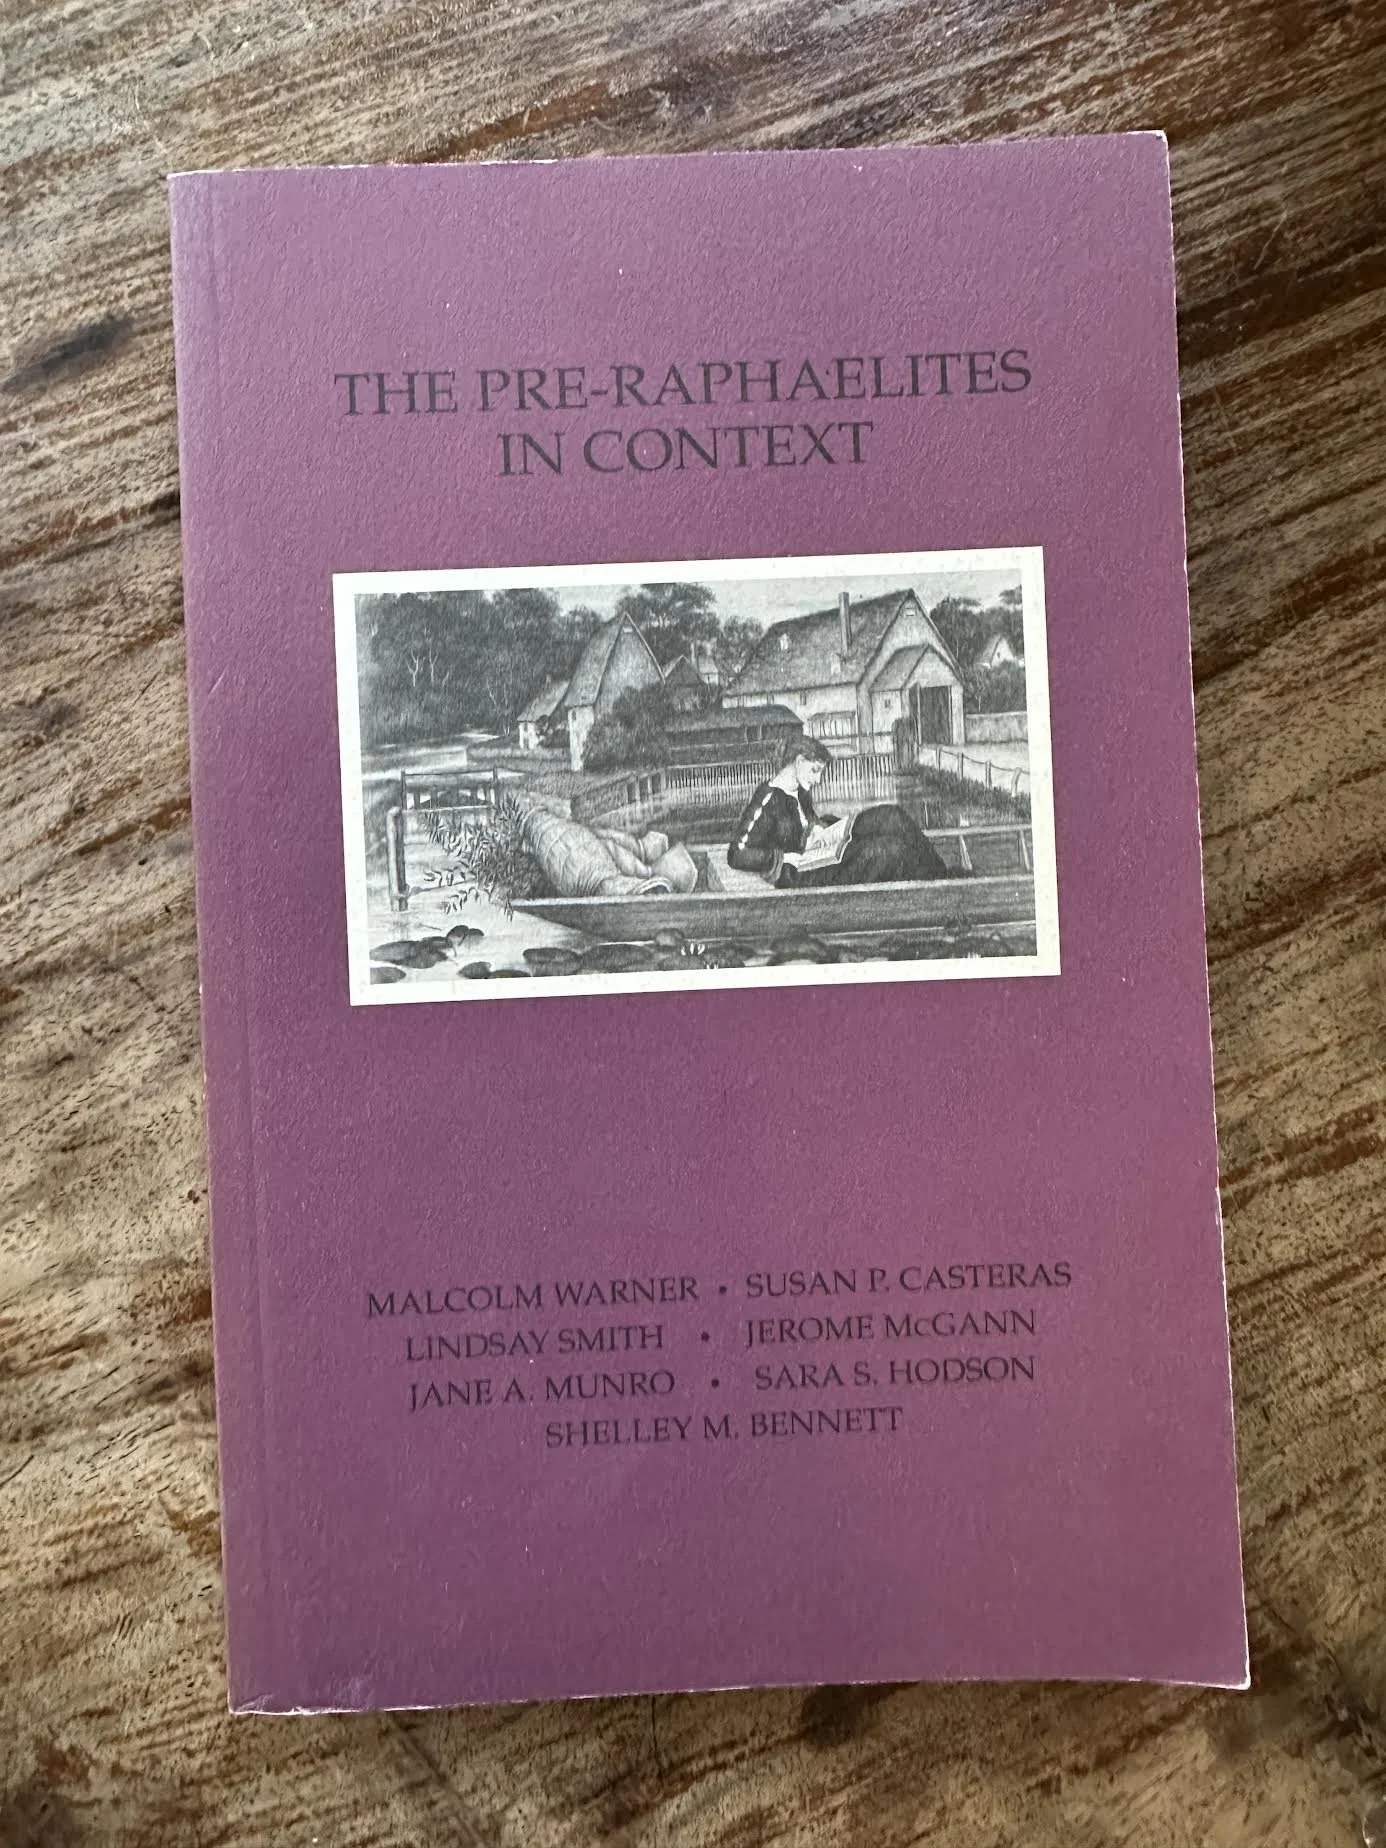 THE PRE-RAPHAELITES
IN CONTEXT
MALCOLM WARNER • SUSAN P. CASTERAS
LINDSAY SMITH • JEROME McGANN
JANE A. MUNRO • SARA S. HODSON
SHELLEY M. BENNETT